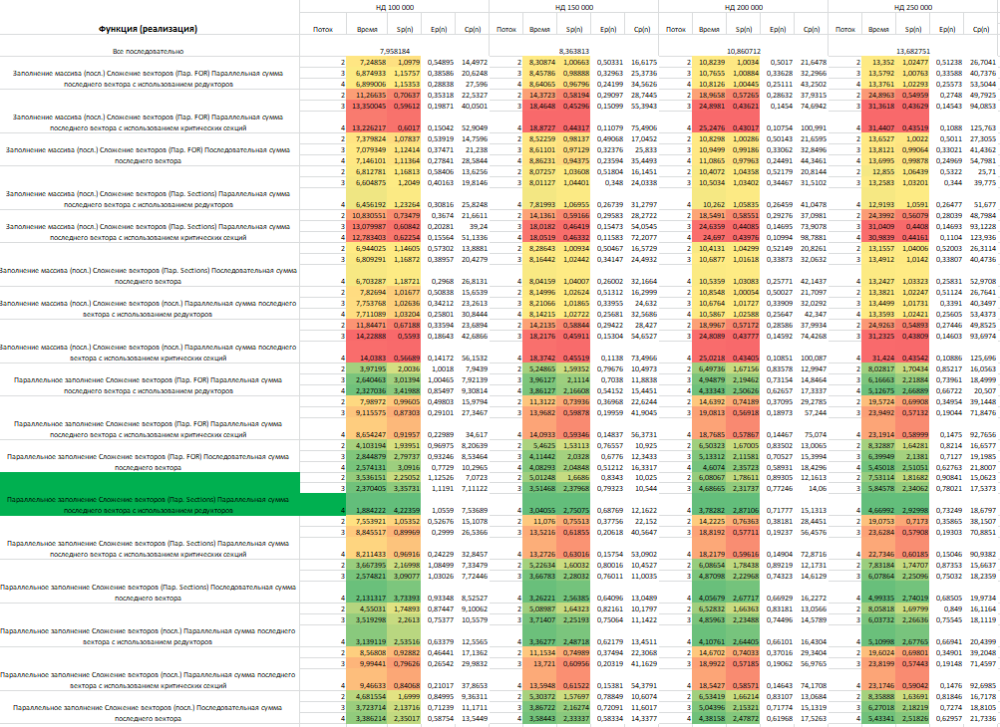 НД 100 000 НД 150 000 НД 200 000 НД 250 000
Функция (реализация) Поток Время Sp(n) Ep(n) Cp(n) Поток Время Sp(n) Ep(n) Cp(n) Поток Время Sp(n) Ep(n) Cp(n) Поток Время Sp(n) Ep(n) Cp(n)
Все последовательно 7,958184 8,363813 10,860712 13,682751
2 7,24858 1,0979 0,54895 14,4972 2 8,30874 1,00663 0,50331 16,6175 2 10,8239 1,0034 0,5017 21,6478 2 13,352 1,02477 0,51238 26,7041
Заполнение массива (посл.) Сложение векторов (Пар. FOR) Параллельная сумма
3 6,874933 1,15757 0,38586 20,6248 3 8,45786 0,98888 0,32963 25,3736 3 10,7655 1,00884 0,33628 32,2966 3 13,5792 1,00763 0,33588 40,7376
последнего вектора с использованием редукторов
4 6,899006 1,15353 0,28838 27,596 4 8,64065 0,96796 0,24199 34,5626 4 10,8126 1,00445 0,25111 43,2502 4 13,3761 1,02293 0,25573 53,5044
2 11,26635 0,70637 0,35318 22,5327 2 14,3723 0,58194 0,29097 28,7445 2 18,9658 0,57265 0,28632 37,9315 2 24,8963 0,54959 0,2748 49,7925
3 13,350045 0,59612 0,19871 40,0501 3 18,4648 0,45296 0,15099 55,3943 3 24,8981 0,43621 0,1454 74,6942 3 31,3618 0,43629 0,14543 94,0853
Заполнение массива (посл.) Сложение векторов (Пар. FOR) Параллельная сумма
последнего вектора с использованием критических секций
4 13,226217 0,6017 0,15042 52,9049 4 18,8727 0,44317 0,11079 75,4906 4 25,2476 0,43017 0,10754 100,991 4 31,4407 0,43519 0,1088 125,763
2 7,379824 1,07837 0,53919 14,7596 2 8,52259 0,98137 0,49068 17,0452 2 10,8298 1,00286 0,50143 21,6595 2 13,6527 1,0022 0,5011 27,3055
Заполнение массива (посл.) Сложение векторов (Пар. FOR) Последовательная сумма
3 7,079349 1,12414 0,37471 21,238 3 8,61101 0,97129 0,32376 25,833 3 10,9499 0,99186 0,33062 32,8496 3 13,8121 0,99064 0,33021 41,4362
последнего вектора
4 7,146101 1,11364 0,27841 28,5844 4 8,86231 0,94375 0,23594 35,4493 4 11,0865 0,97963 0,24491 44,3461 4 13,6995 0,99878 0,24969 54,7981
2 6,812781 1,16813 0,58406 13,6256 2 8,07257 1,03608 0,51804 16,1451 2 10,4072 1,04358 0,52179 20,8144 2 12,855 1,06439 0,5322 25,71
3 6,604875 1,2049 0,40163 19,8146 3 8,01127 1,04401 0,348 24,0338 3 10,5034 1,03402 0,34467 31,5102 3 13,2583 1,03201 0,344 39,775
Заполнение массива (посл.) Сложение векторов (Пар. Sections) Параллельная сумма
последнего вектора с использованием редукторов
4 6,456192 1,23264 0,30816 25,8248 4 7,81993 1,06955 0,26739 31,2797 4 10,262 1,05835 0,26459 41,0478 4 12,9193 1,0591 0,26477 51,677
2 10,830551 0,73479 0,3674 21,6611 2 14,1361 0,59166 0,29583 28,2722 2 18,5491 0,58551 0,29276 37,0981 2 24,3992 0,56079 0,28039 48,7984
Заполнение массива (посл.) Сложение векторов (Пар. Sections) Параллельная сумма
3 13,079987 0,60842 0,20281 39,24 3 18,0182 0,46419 0,15473 54,0545 3 24,6359 0,44085 0,14695 73,9078 3 31,0409 0,4408 0,14693 93,1228
последнего вектора с использованием критических секций
4 12,783403 0,62254 0,15564 51,1336 4 18,0519 0,46332 0,11583 72,2077 4 24,697 0,43976 0,10994 98,7881 4 30,9839 0,44161 0,1104 123,936
2 6,944025 1,14605 0,57302 13,8881 2 8,28643 1,00934 0,50467 16,5729 2 10,4131 1,04299 0,52149 20,8261 2 13,1557 1,04006 0,52003 26,3114
3 6,809291 1,16872 0,38957 20,4279 3 8,16442 1,02442 0,34147 24,4932 3 10,6877 1,01618 0,33873 32,0632 3 13,4912 1,0142 0,33807 40,4736
Заполнение массива (посл.) Сложение векторов (Пар. Sections) Последовательная сумма
последнего вектора
4 6,703287 1,18721 0,2968 26,8131 4 8,04159 1,04007 0,26002 32,1664 4 10,5359 1,03083 0,25771 42,1437 4 13,2427 1,03323 0,25831 52,9708
2 7,82694 1,01677 0,50838 15,6539 2 8,14996 1,02624 0,51312 16,2999 2 10,8548 1,00054 0,50027 21,7097 2 13,3821 1,02247 0,51124 26,7641
Заполнение массива (посл.) Сложение векторов (посл.) Параллельная сумма последнего
3 7,753768 1,02636 0,34212 23,2613 3 8,21066 1,01865 0,33955 24,632 3 10,6764 1,01727 0,33909 32,0292 3 13,4499 1,01731 0,3391 40,3497
вектора с использованием редукторов
4 7,711089 1,03204 0,25801 30,8444 4 8,14215 1,02722 0,25681 32,5686 4 10,5867 1,02588 0,25647 42,347 4 13,3593 1,02421 0,25605 53,4373
2 11,84471 0,67188 0,33594 23,6894 2 14,2135 0,58844 0,29422 28,427 2 18,9967 0,57172 0,28586 37,9934 2 24,9263 0,54893 0,27446 49,8525
3 14,22888 0,5593 0,18643 42,6866 3 18,2176 0,45911 0,15304 54,6527 3 24,8089 0,43777 0,14592 74,4268 3 31,2325 0,43809 0,14603 93,6974
Заполнение массива (посл.) Сложение векторов (посл.) Параллельная сумма последнего
вектора с использованием критических секций
4 14,0383 0,56689 0,14172 56,1532 4 18,3742 0,45519 0,1138 73,4966 4 25,0218 0,43405 0,10851 100,087 4 31,424 0,43542 0,10886 125,696
2 3,97195 2,0036 1,0018 7,9439 2 5,24865 1,59352 0,79676 10,4973 2 6,49736 1,67156 0,83578 12,9947 2 8,02817 1,70434 0,85217 16,0563
Параллельное заполнение Сложение векторов (Пар. FOR) Параллельная сумма
3 2,640463 3,01394 1,00465 7,92139 3 3,96127 2,1114 0,7038 11,8838 3 4,94879 2,19462 0,73154 14,8464 3 6,16663 2,21884 0,73961 18,4999
последнего вектора с использованием редукторов
4 2,327036 3,41988 0,85497 9,30814 4 3,86127 2,16608 0,54152 15,4451 4 4,33343 2,50626 0,62657 17,3337 4 5,12675 2,66889 0,66722 20,507
2 7,98972 0,99605 0,49803 15,9794 2 11,3122 0,73936 0,36968 22,6244 2 14,6392 0,74189 0,37095 29,2785 2 19,5724 0,69908 0,34954 39,1448
3 9,115575 0,87303 0,29101 27,3467 3 13,9682 0,59878 0,19959 41,9045 3 19,0813 0,56918 0,18973 57,244 3 23,9492 0,57132 0,19044 71,8476
Параллельное заполнение Сложение векторов (Пар. FOR) Параллельная сумма
последнего вектора с использованием критических секций
4 8,654247 0,91957 0,22989 34,617 4 14,0933 0,59346 0,14837 56,3731 4 18,7685 0,57867 0,14467 75,074 4 23,1914 0,58999 0,1475 92,7656
2 4,103194 1,93951 0,96975 8,20639 2 5,4625 1,53113 0,76557 10,925 2 6,50323 1,67005 0,83502 13,0065 2 8,32887 1,64281 0,8214 16,6577
Параллельное заполнение Сложение векторов (Пар. FOR) Последовательная сумма
3 2,844879 2,79737 0,93246 8,53464 3 4,11442 2,0328 0,6776 12,3433 3 5,13312 2,11581 0,70527 15,3994 3 6,39949 2,1381 0,7127 19,1985
последнего вектора
4 2,574131 3,0916 0,7729 10,2965 4 4,08293 2,04848 0,51212 16,3317 4 4,6074 2,35723 0,58931 18,4296 4 5,45018 2,51051 0,62763 21,8007
2 3,536151 2,25052 1,12526 7,0723 2 5,01248 1,6686 0,8343 10,025 2 6,08067 1,78611 0,89305 12,1613 2 7,53114 1,81682 0,90841 15,0623
3 2,370405 3,35731 1,1191 7,11122 3 3,51468 2,37968 0,79323 10,544 3 4,68665 2,31737 0,77246 14,06 3 5,84578 2,34062 0,78021 17,5373
Параллельное заполнение Сложение векторов (Пар. Sections) Параллельная сумма
последнего вектора с использованием редукторов
4 1,884222 4,22359 1,0559 7,53689 4 3,04055 2,75075 0,68769 12,1622 4 3,78282 2,87106 0,71777 15,1313 4 4,66992 2,92998 0,73249 18,6797
2 7,553921 1,05352 0,52676 15,1078 2 11,076 0,75513 0,37756 22,152 2 14,2225 0,76363 0,38181 28,4451 2 19,0753 0,7173 0,35865 38,1507
3 8,845517 0,89969 0,2999 26,5366 3 13,5216 0,61855 0,20618 40,5647 3 18,8192 0,57711 0,19237 56,4576 3 23,6284 0,57908 0,19303 70,8851
Параллельное заполнение Сложение векторов (Пар. Sections) Параллельная сумма
последнего вектора с использованием критических секций
4 8,211433 0,96916 0,24229 32,8457 4 13,2726 0,63016 0,15754 53,0902 4 18,2179 0,59616 0,14904 72,8716 4 22,7346 0,60185 0,15046 90,9382
2 3,667395 2,16998 1,08499 7,33479 2 5,22634 1,60032 0,80016 10,4527 2 6,08654 1,78438 0,89219 12,1731 2 7,83184 1,74707 0,87353 15,6637
3 2,574821 3,09077 1,03026 7,72446 3 3,66783 2,28032 0,76011 11,0035 3 4,87098 2,22968 0,74323 14,6129 3 6,07864 2,25096 0,75032 18,2359
Параллельное заполнение Сложение векторов (Пар. Sections) Последовательная сумма
последнего вектора
4 2,131317 3,73393 0,93348 8,52527 4 3,26221 2,56385 0,64096 13,0489 4 4,05679 2,67717 0,66929 16,2272 4 4,99335 2,74019 0,68505 19,9734
2 4,55031 1,74893 0,87447 9,10062 2 5,08987 1,64323 0,82161 10,1797 2 6,52832 1,66363 0,83181 13,0566 2 8,05818 1,69799 0,849 16,1164
3 3,519298 2,2613 0,75377 10,5579 3 3,71407 2,25193 0,75064 11,1422 3 4,85963 2,23488 0,74496 14,5789 3 6,03732 2,26636 0,75545 18,1119
Параллельное заполнение Сложение векторов (посл.) Параллельная сумма последнего
вектора с использованием редукторов
4 3,139119 2,53516 0,63379 12,5565 4 3,36277 2,48718 0,62179 13,4511 4 4,10761 2,64405 0,66101 16,4304 4 5,10998 2,67765 0,66941 20,4399
2 8,56808 0,92882 0,46441 17,1362 2 11,1534 0,74989 0,37494 22,3068 2 14,6702 0,74033 0,37016 29,3404 2 19,6024 0,69801 0,34901 39,2048
3 9,99441 0,79626 0,26542 29,9832 3 13,721 0,60956 0,20319 41,1629 3 18,9922 0,57185 0,19062 56,9765 3 23,8199 0,57443 0,19148 71,4597
Параллельное заполнение Сложение векторов (посл.) Параллельная сумма последнего
вектора с использованием критических секций
4 9,46633 0,84068 0,21017 37,8653 4 13,5948 0,61522 0,15381 54,3791 4 18,5427 0,58571 0,14643 74,1708 4 23,1746 0,59042 0,1476 92,6985
2 4,681554 1,6999 0,84995 9,36311 2 5,30372 1,57697 0,78849 10,6074 2 6,53419 1,66214 0,83107 13,0684 2 8,35888 1,63691 0,81846 16,7178
Параллельное заполнение Сложение векторов (посл.) Последовательная сумма
3 3,723714 2,13716 0,71239 11,1711 3 3,86722 2,16274 0,72091 11,6017 3 5,04396 2,15321 0,71774 15,1319 3 6,27018 2,18219 0,7274 18,8105
последнего вектора
4 3,386214 2,35017 0,58754 13,5449 4 3,58443 2,33337 0,58334 14,3377 4 4,38158 2,47872 0,61968 17,5263 4 5,43341 2,51826 0,62957 21,7336